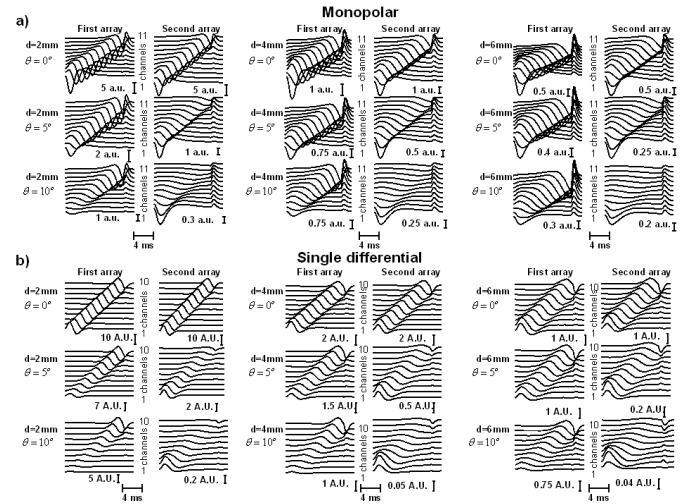 Monopolar
a)
First array Second array First array Second array First array Second array
d=2mm 11 d=4mm 11 d=6mm 11
θ = 0° channels θ = 0° channels θ = 0° channels
1 1 1
5 a.u. 5 a.u. 1 a.u. 1 a.u. 0.5 a.u. 0.5 a.u.
d=2mm 11 d=4mm 11 d=6mm 11
θ = 5° channels θ = 5° channels θ = 5° channels
1 1 1
2 a.u. 1 a.u. 0.75 a.u. 0.5 a.u. 0.4 a.u. 0.25 a.u.
d=2mm 11 d=4mm 11 d=6mm 11
θ = 10° channels θ = 10° channels θ = 10° channels
1 1 1
1 a.u. 0.3 a.u. 0.75 a.u. 0.25 a.u. 0.3 a.u. 0.2 a.u.
4 ms 4 ms 4 ms
b) Single differential
First array Second array First array Second array First array Second array
d=2mm 10 d=4mm 10 d=6mm 10
θ = 0° channels θ = 0° channels θ = 0° channels
1 1 1
10 A.U. 10 A.U. 2 A.U. 2 A.U. 1 A.U. 1 A.U.
d=2mm 10 d=4mm 10 d=6mm 10
θ = 5° channels θ = 5° channels θ = 5° channels
1 1 1
7 A.U. 2 A.U. 1.5 A.U. 0.5 A.U. 1 A.U. 0.2 A.U.
d=2mm 10 d=4mm 10 d=6mm 10
θ = 10° channels θ = 10° channels θ = 10° channels
1 1 1
5 A.U. 0.2 A.U. 1 A.U. 0.05 A.U. 0.75 A.U. 0.04 A.U.
4 ms 4 ms 4 ms